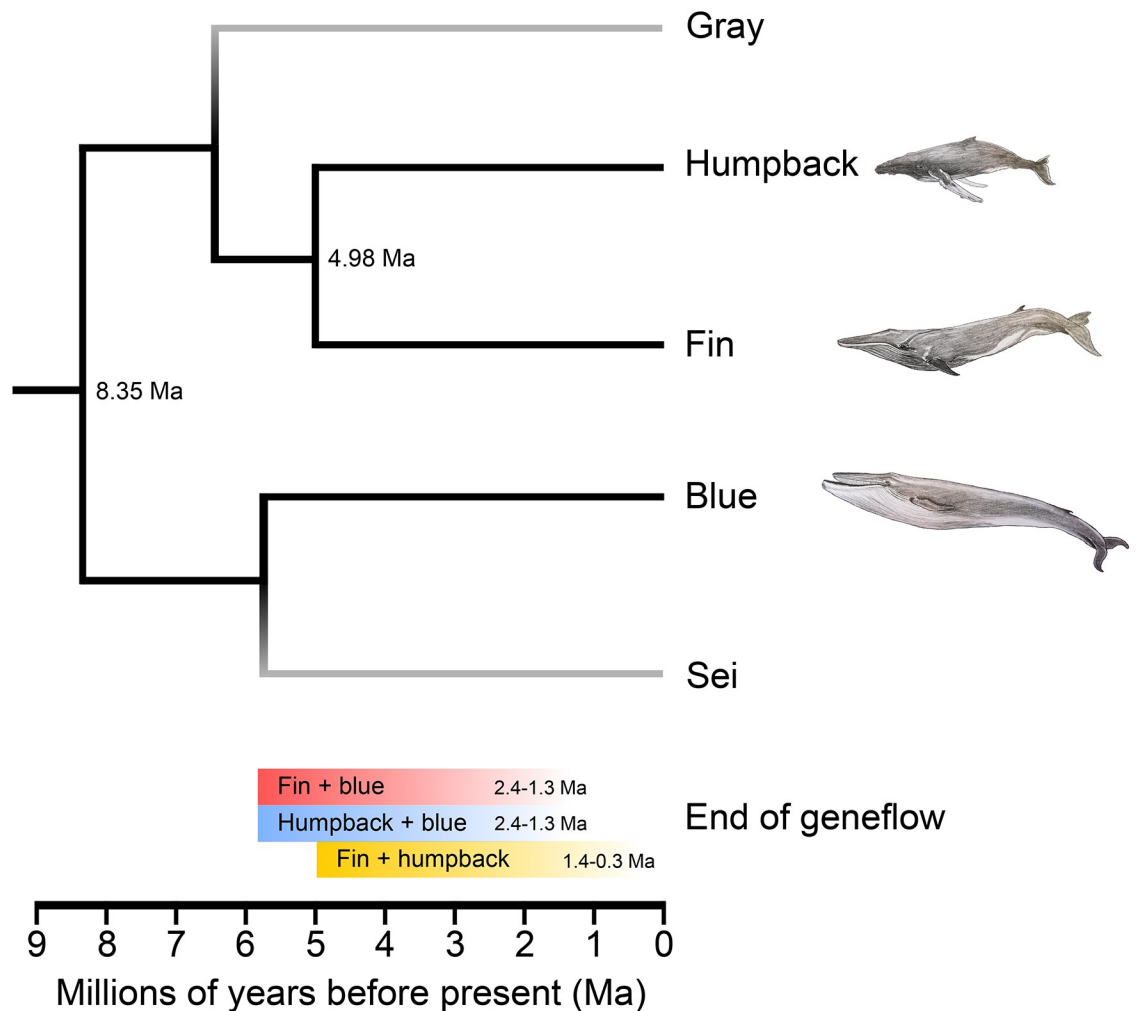 Gray
Humpback
4.98 Ma
Fin
8.35 Ma
Blue
Sei
Fin + blue 2.4-1.3 Ma
Humpback + blue 2.4-1.3 Ma
End of geneflow
Fin + humpback 1.4-0.3 Ma
9 8 7 6 5 4 3 2 1 0
Millions of years before present (Ma)